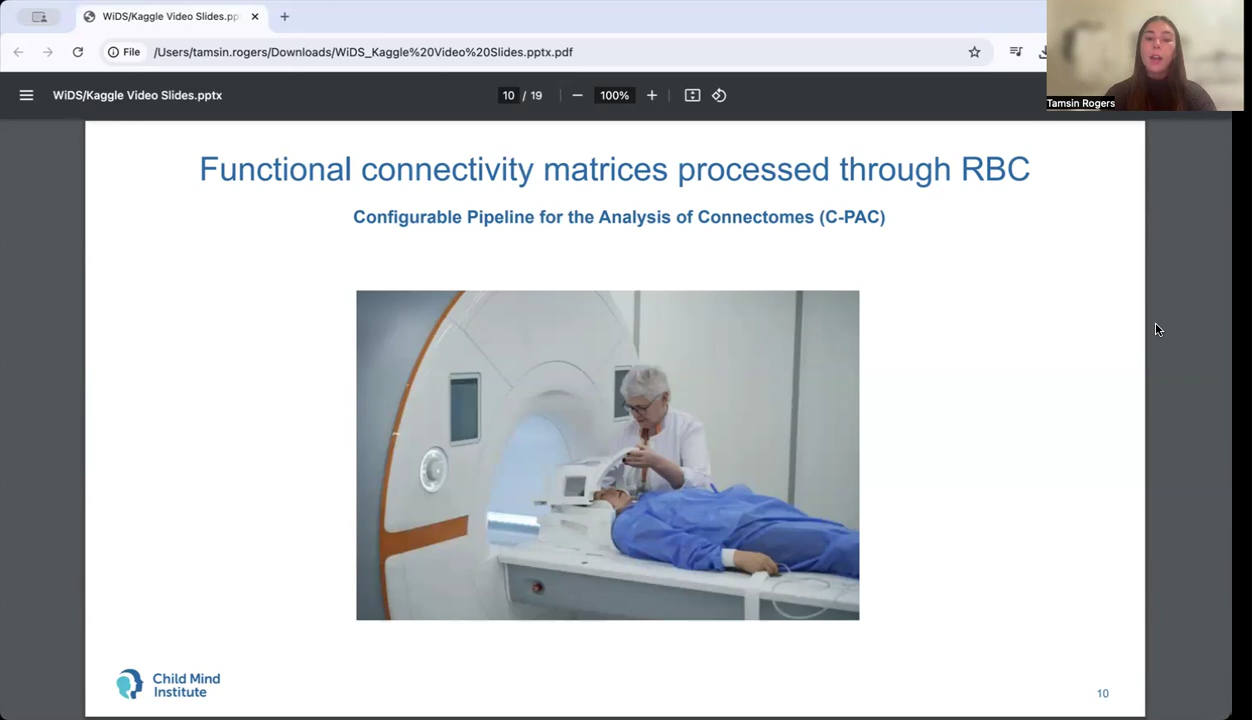 WiDS/Kaggle Video Slides.pp
File
/Users/tamsin.rogers/Downloads/WiDS_Kaggle%20Video%20Slides.pptx.pdf
WiDS/Kaggle Video Slides.pptx
10 / 19
100%
Tamsin Rogers
Functional connectivity matrices processed through RBC
Configurable Pipeline for the Analysis of Connectomes (C-PAC)
Child Mind
Institute
10